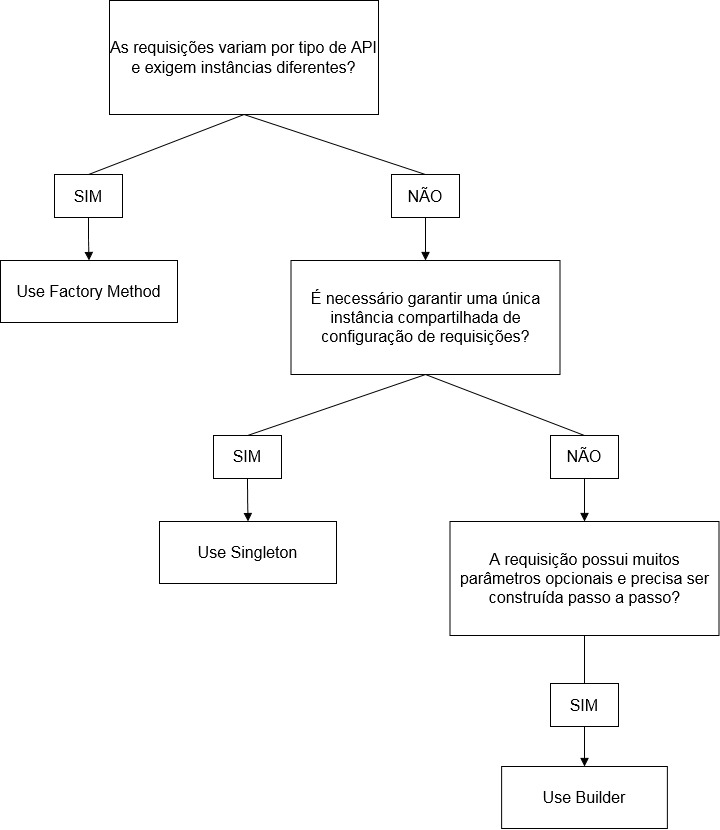 As requisições variam por tipo de API
e exigem instâncias diferentes?
SIM
NÃO
Use Factory Method
É necessário garantir uma única
instância compartilhada de
configuração de requisições?
SIM
NÃO
Use Singleton
A requisição possui muitos
parâmetros opcionais e precisa ser
construída passo a passo?
SIM
Use Builder